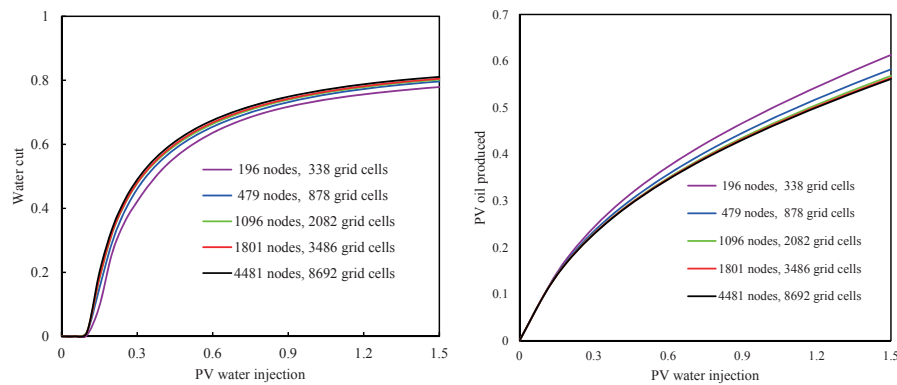 1
0.8
0.6
0.4
0.2
0
Water cut
196 nodes, 338 grid cells
479 nodes, 878 grid cells
1096 nodes, 2082 grid cells
1801 nodes, 3486 grid cells
4481 nodes, 8692 grid cells
0 0.3 0.6 0.9 1.2 1.5
PV water injection
0.7
0.6
0.5
0.4
0.3
0.2
0.1
0
PV oil produced
196 nodes, 338 grid cells
479 nodes, 878 grid cells
1096 nodes, 2082 grid cells
1801 nodes, 3486 grid cells
4481 nodes, 8692 grid cells
0 0.3 0.6 0.9 1.2 1.5
PV water injection